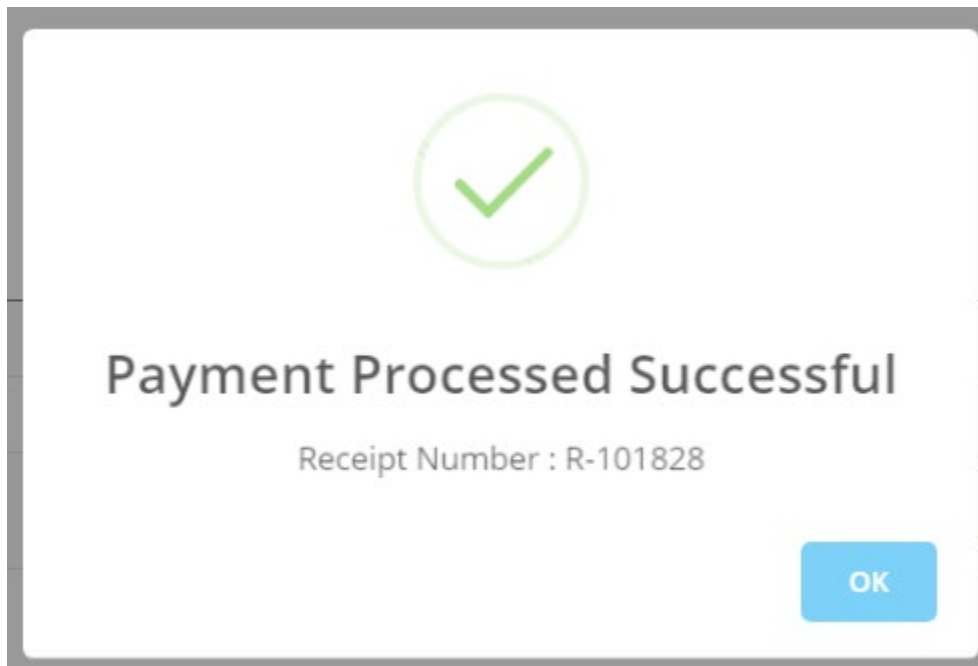 Payment Processed Successful
Receipt Number : R-101828
OK